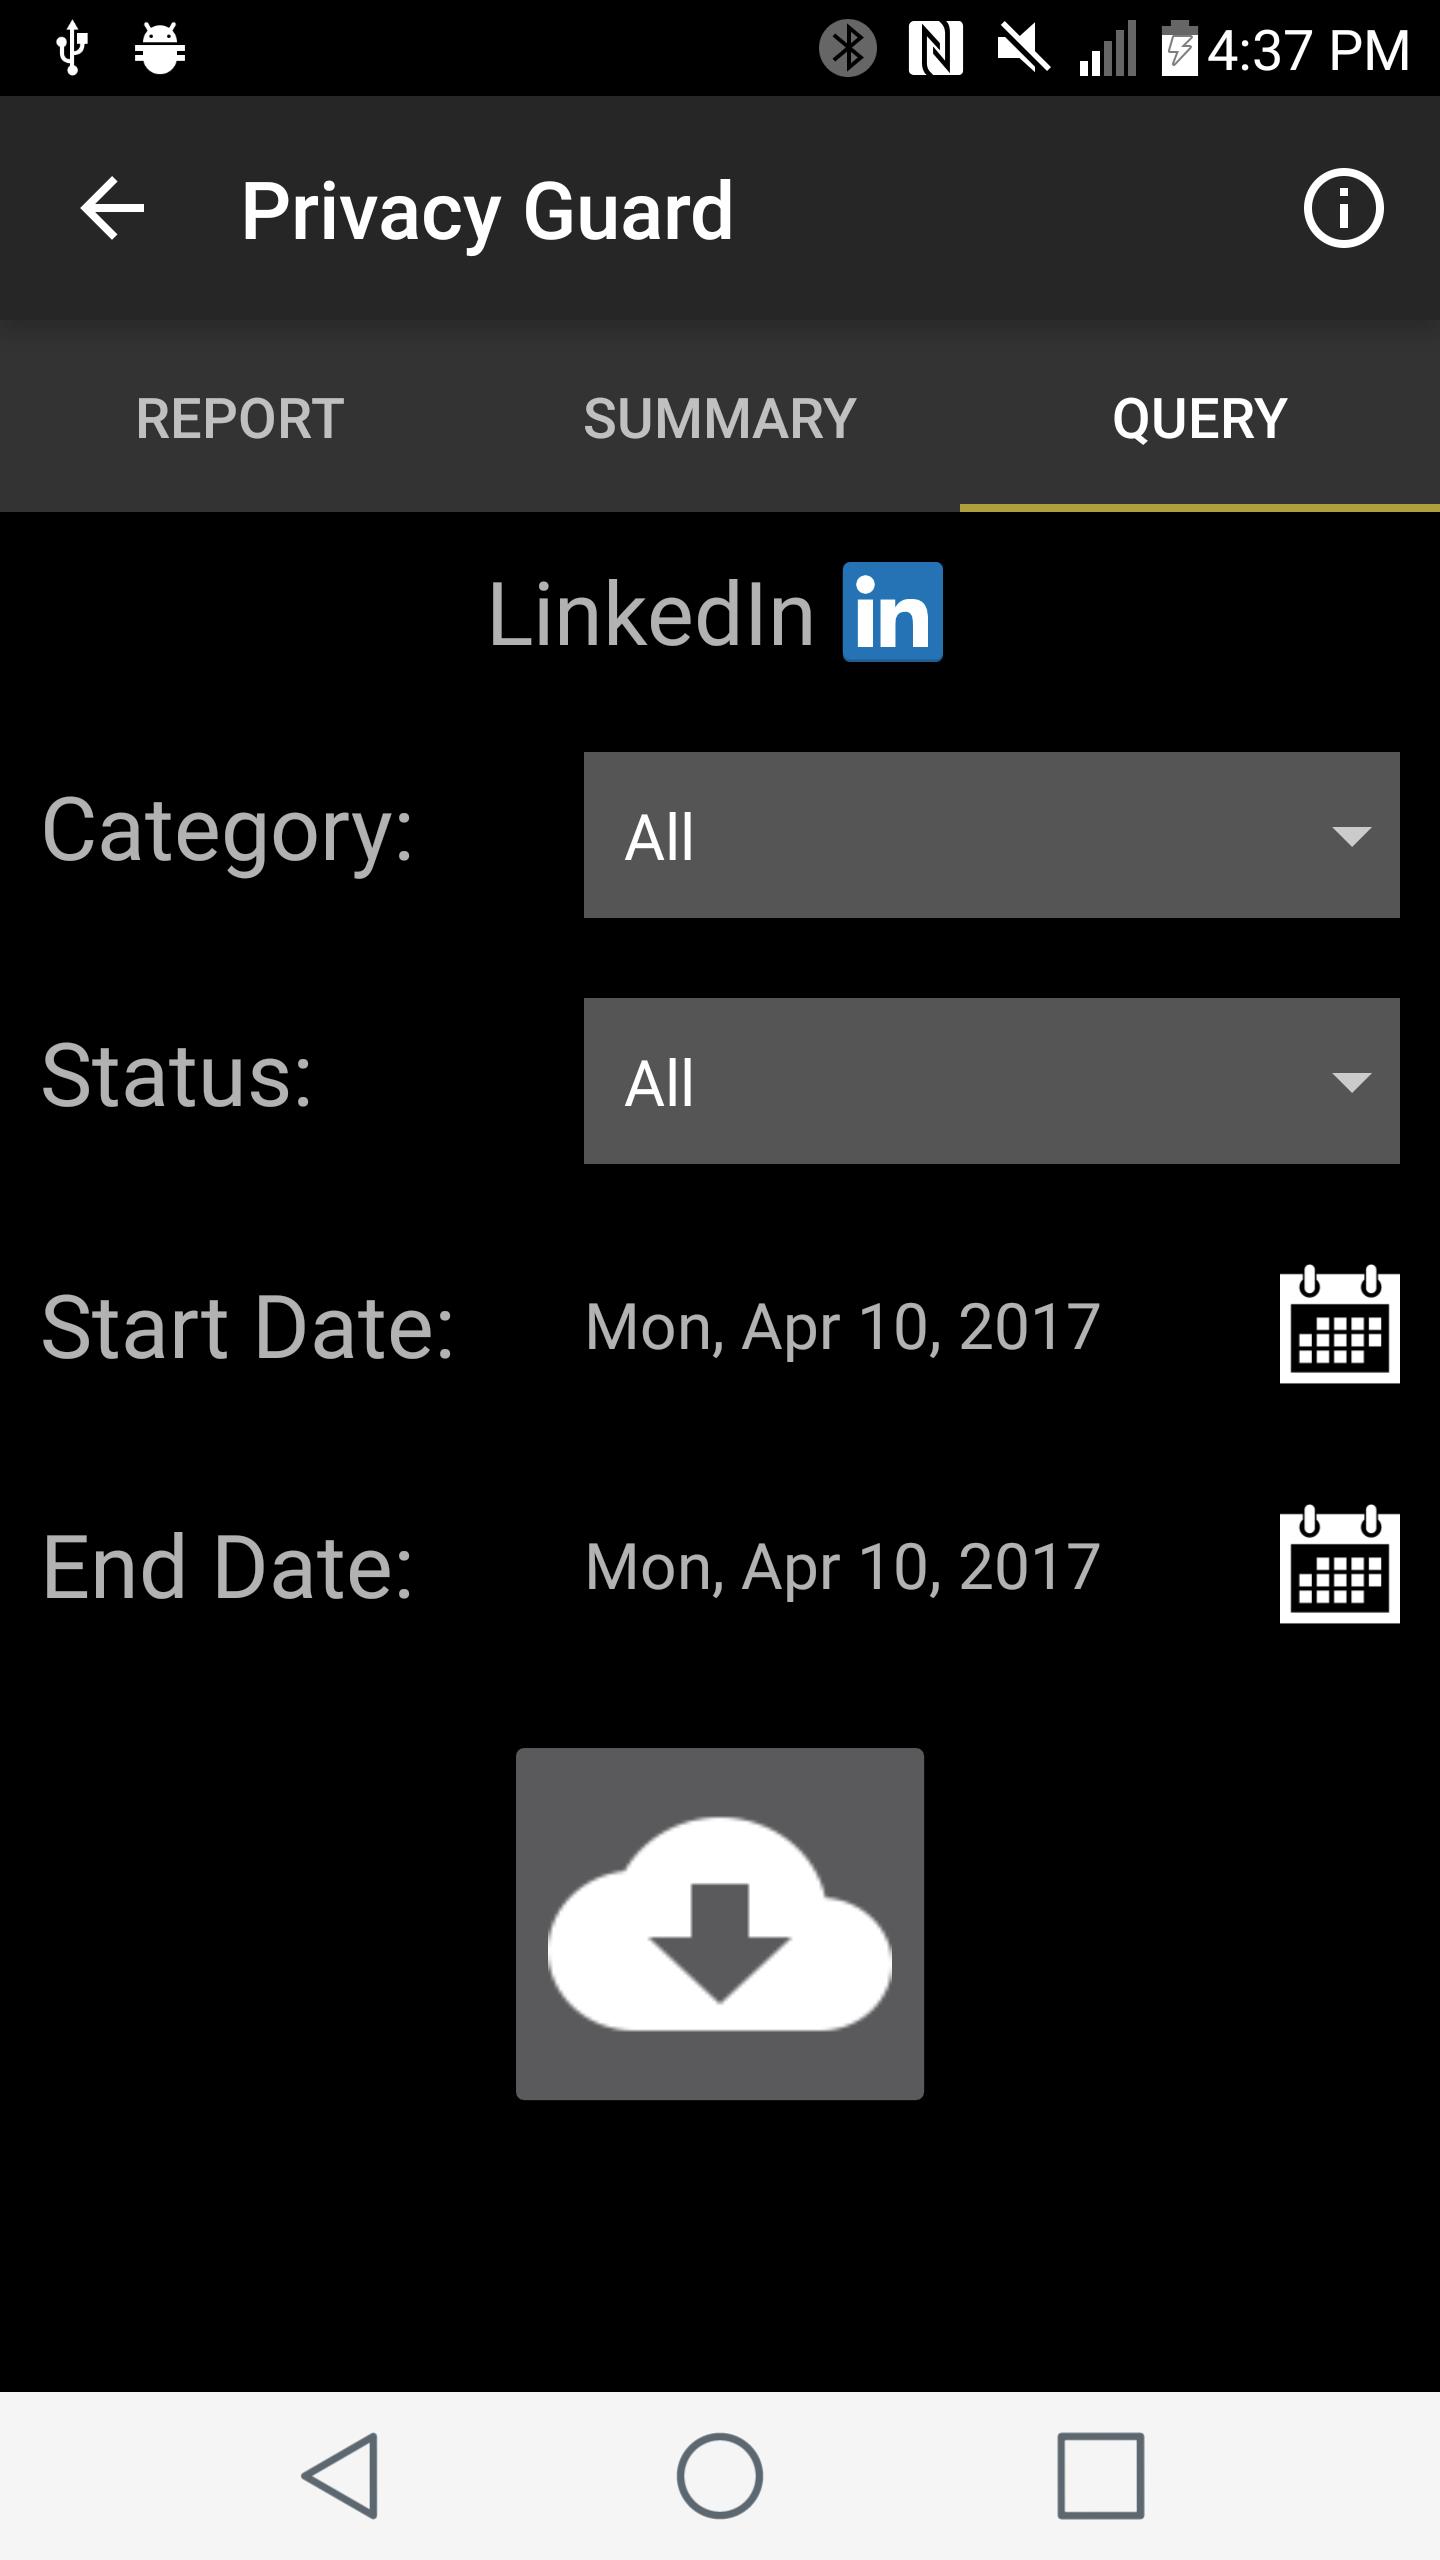 4:37 PM
Privacy Guard
REPORT SUMMARY QUERY
LinkedIn in
Category: All
Status: All
Start Date: Mon, Apr 10, 2017
End Date: Mon, Apr 10, 2017